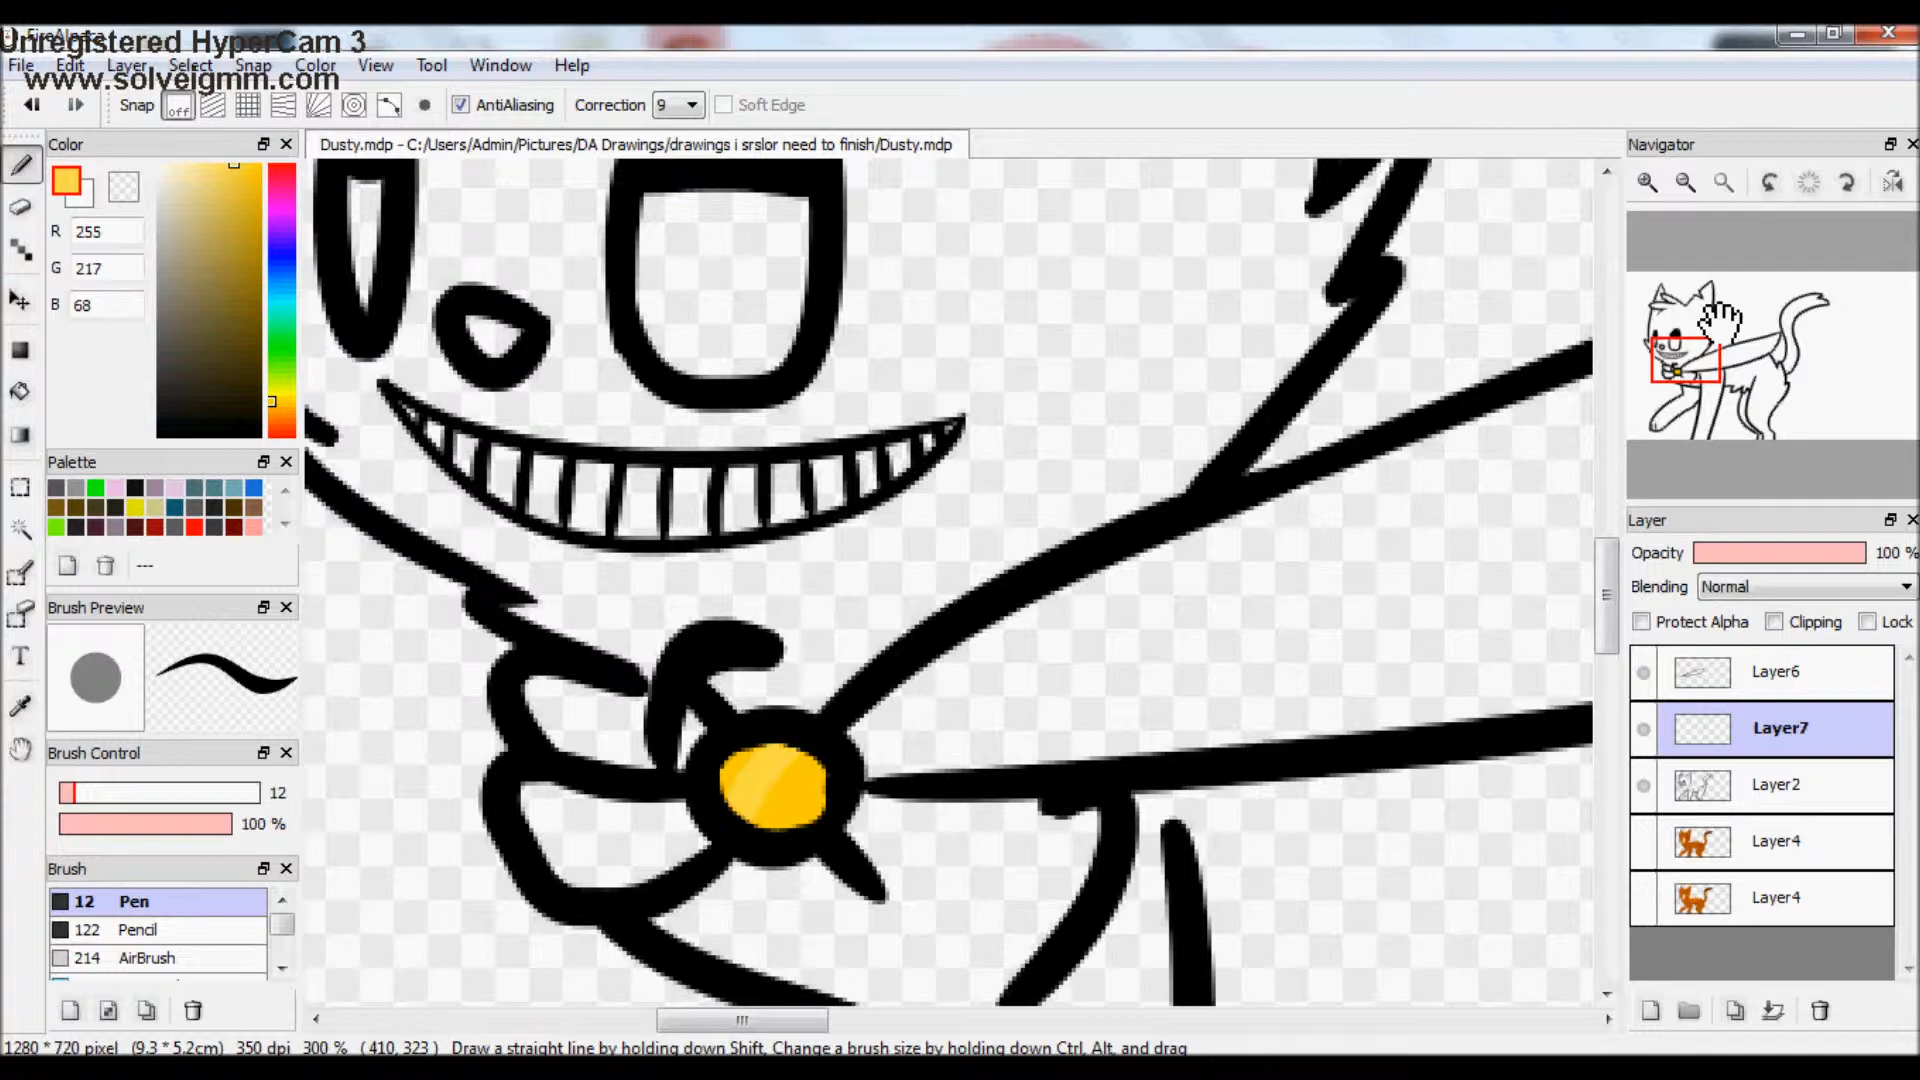 Unregistered HyperCam 3
File Edit Layer Select Snap Color View Tool Window Help
www.solveigmm.com
Snap off AntiAliasing Correction 9 Soft Edge
Color
Dusty.mdp - C:/Users/Admin/Pictures/DA Drawings/drawings i srslor need to finish/Dusty.mdp
Navigator
R 255
G 217
B 68
Palette
---
Layer
Opacity 100 %
Blending Normal
Brush Preview
Protect Alpha Clipping Lock
Layer6
Layer7
Brush Control
12
Layer2
100 %
Layer4
Brush
12 Pen
Layer4
122 Pencil
214 AirBrush
1280 * 720 pixel (9.3 * 5.2cm) 350 dpi 300 % ( 410, 323 ) Draw a straight line by holding down Shift, Change a brush size by holding down Ctrl, Alt, and drag